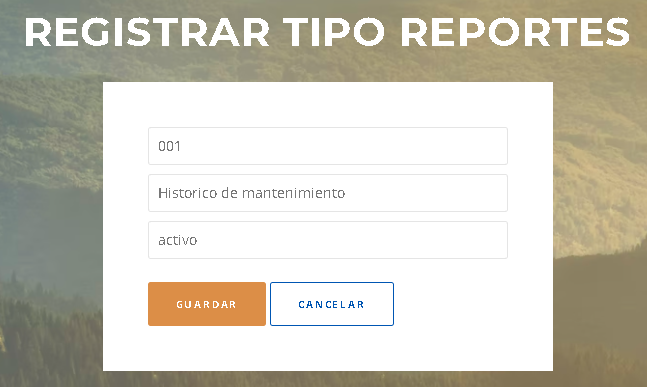 REGISTRAR TIPO REPORTES
001
Historico de mantenimiento
activo
GUARDAR CANCELAR